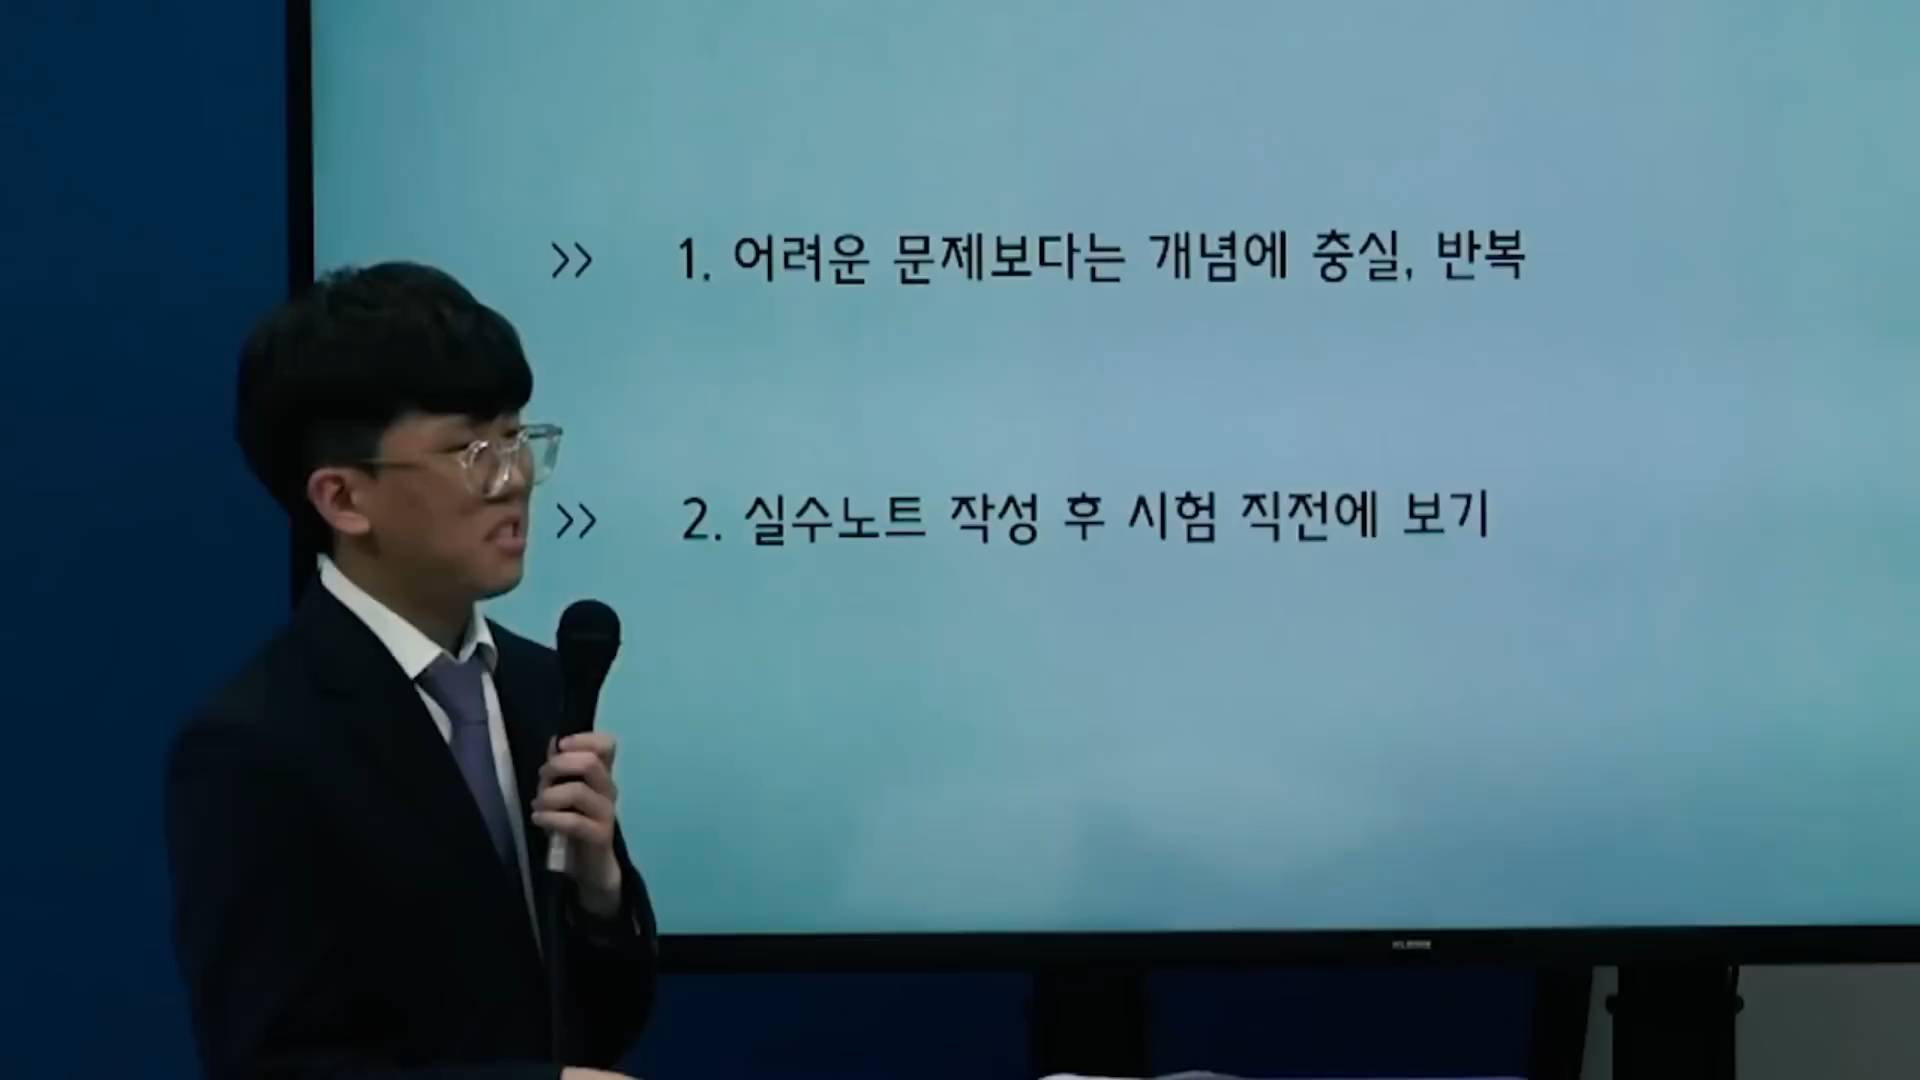 >> 1. 어려운 문제보다는 개념에 충실, 반복
>> 2. 실수노트 작성 후 시험 직전에 보기